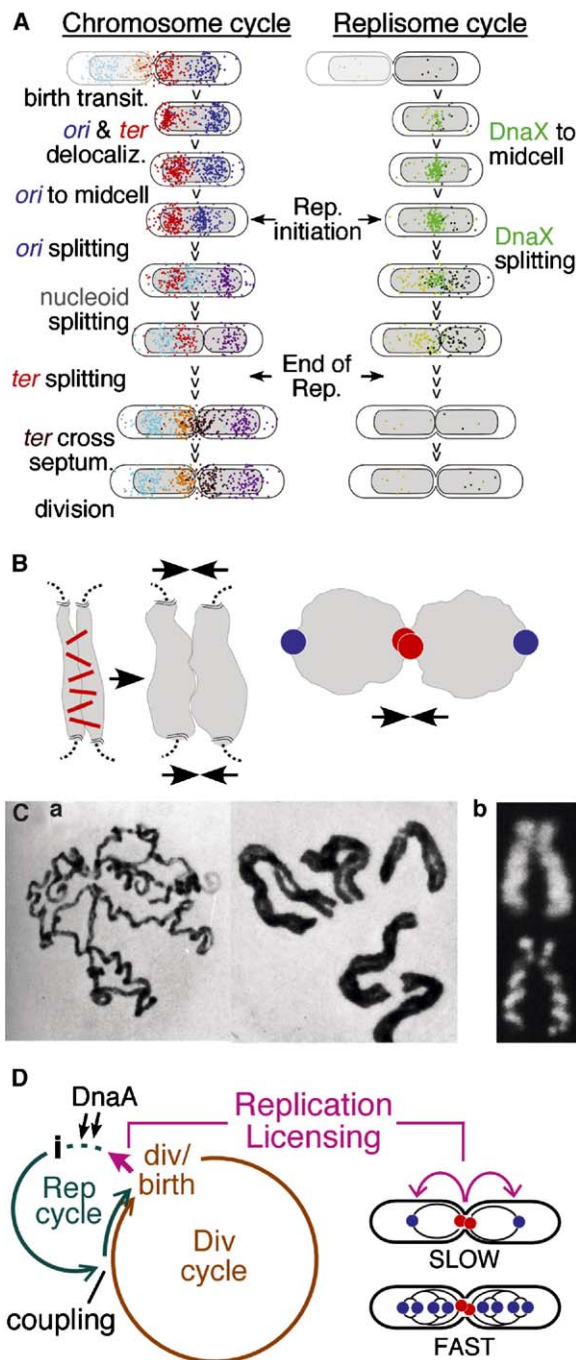 A
Chromosome cycle
Replisome cycle
birth transit.
ori & ter
delocaliz.
DnaX to
midcell
ori to midcell
Rep.
initiation
ori splitting
DnaX
splitting
nucleoid
splitting
End of
Rep.
ter splitting
ter cross
septum.
division
B
C a
b
D
DnaA
Replication
Licensing
i
div/
birth
Rep
cycle
Div
cycle
SLOW
coupling
FAST